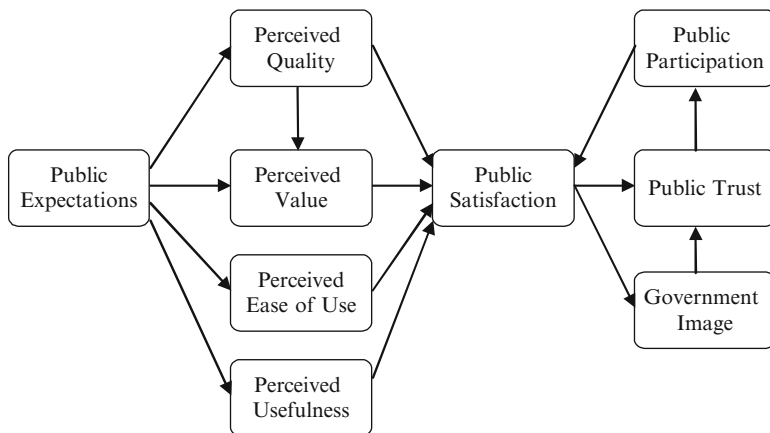 Perceived
Quality
Public
Participation
Public
Expectations
Perceived
Value
Public
Satisfaction
Public Trust
Perceived
Ease of Use
Government
Image
Perceived
Usefulness